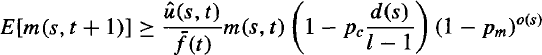 E[m(s, t + 1)] ≥ \frac{\hat{u}(s, t)}{\bar{f}(t)} m(s, t) \left( 1 - p_c \frac{d(s)}{l - 1} \right) (1 - p_m)^{o(s)}